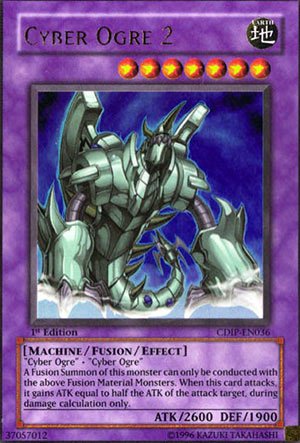 CYBER OGRE 2
EARTH
地
1st Edition
CDIP-EN036
[MACHINE/FUSION/EFFECT]
"Cyber Ogre" + "Cyber Ogre"
A Fusion Summon of this monster can only be conducted with
the above Fusion Material Monsters. When this card attacks,
it gains ATK equal to half the ATK of the attack target, during
damage calculation only.
ATK/2600 DEF/1900
37057012
©1996 KAZUKI TAKAHASHI